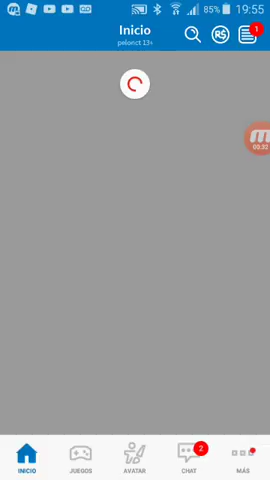 85% 19:55
Inicio
pelonct 13+
R$
1
00:32
2
INICIO
JUEGOS
AVATAR
CHAT
MÁS